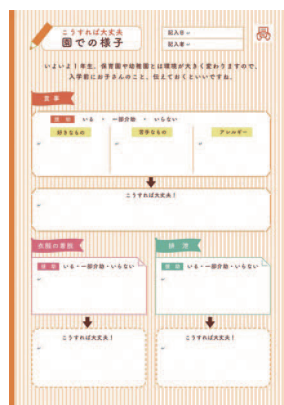 こうすれば大丈夫
園での様子
記入日＝
記入者＝
いよいよ1年生。保育園や幼稚園とは環境が大きく変わりますので、
入学前にお子さんのこと、伝えておくといいですね。
食事
援助 いる ・ 一部介助 ・ いらない
好きなもの 苦手なもの アレルギー
こうすれば大丈夫！
衣服の着脱 排泄
援助 いる・一部介助・いらない 援助 いる・一部介助・いらない
こうすれば大丈夫！ こうすれば大丈夫！